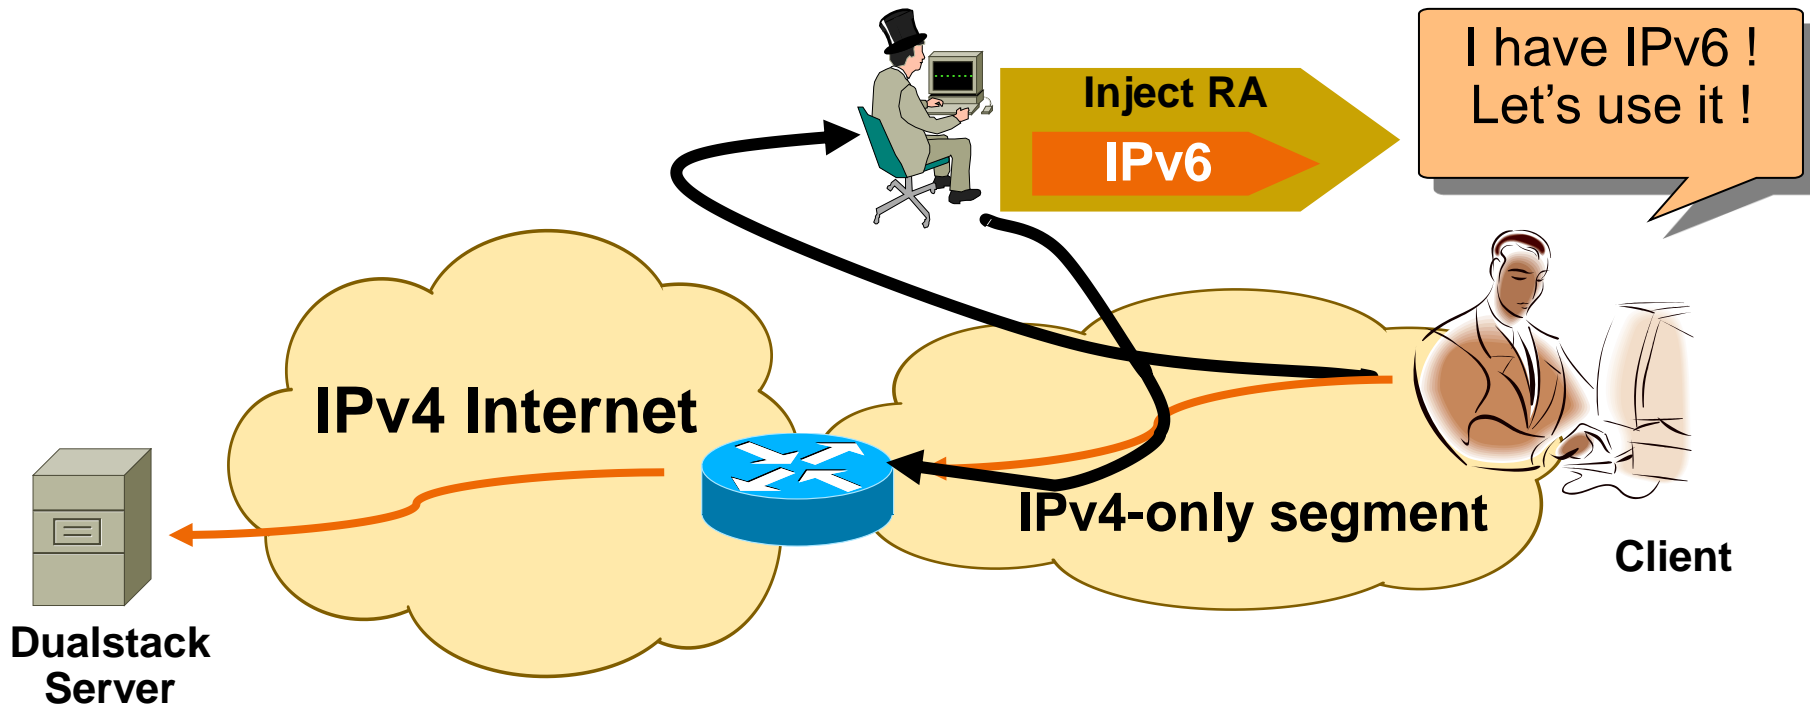 Inject RA
IPv6
I have IPv6 !
Let's use it !
IPv4 Internet
IPv4-only segment
Client
Dualstack
Server